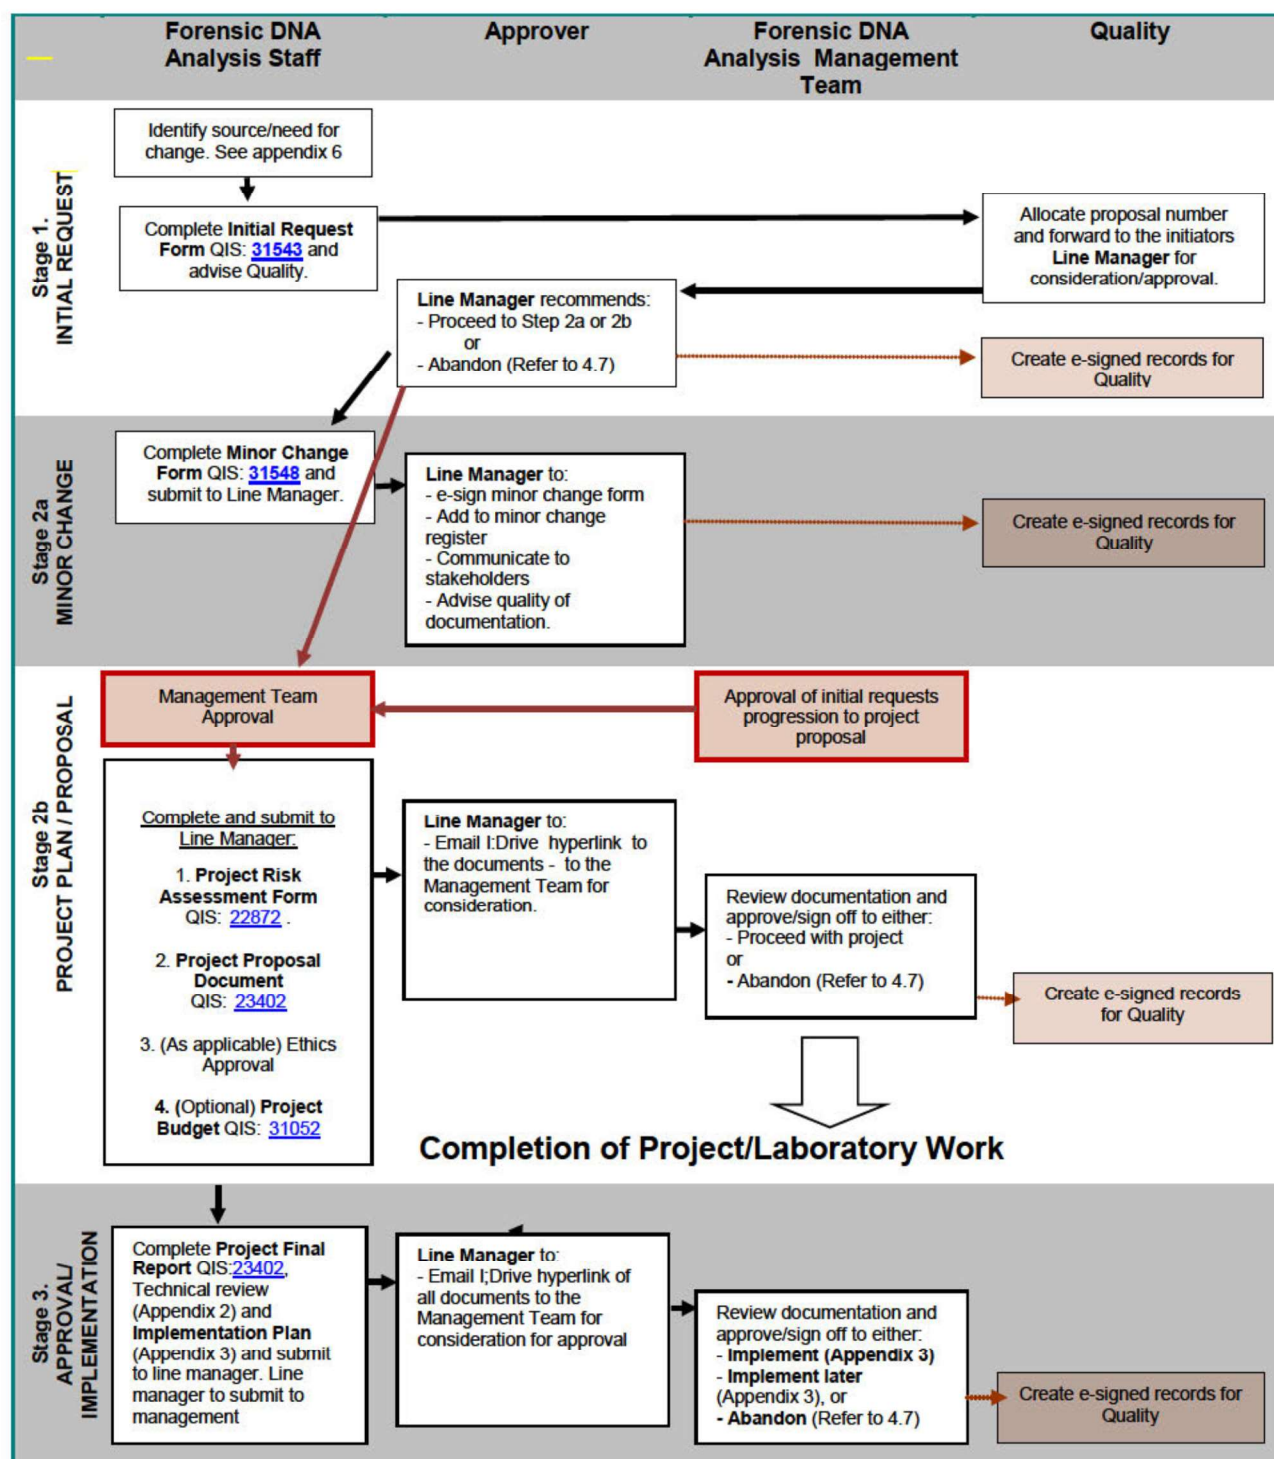 Forensic DNA
Analysis Staff
Approver
Forensic DNA
Analysis Management
Team
Quality
Stage 1.
INTIAL REQUEST
Identify source/need for
change. See appendix 6
Complete Initial Request
Form QIS: 31543 and
advise Quality.
Allocate proposal number
and forward to the initiators
Line Manager for
consideration/approval.
Line Manager recommends:
- Proceed to Step 2a or 2b
or
- Abandon (Refer to 4.7)
Create e-signed records for
Quality
Stage 2a
MINOR CHANGE
Complete Minor Change
Form QIS: 31548 and
submit to Line Manager.
Line Manager to:
- e-sign minor change form
- Add to minor change
register
- Communicate to
stakeholders
- Advise quality of
documentation.
Create e-signed records for
Quality
Stage 2b
PROJECT PLAN / PROPOSAL
Management Team
Approval
Approval of initial requests
progression to project
proposal
Complete and submit to
Line Manager:
1. Project Risk
Assessment Form
QIS: 22872 .
2. Project Proposal
Document
QIS: 23402
3. (As applicable) Ethics
Approval
4. (Optional) Project
Budget QIS: 31052
Line Manager to:
- Email I:Drive hyperlink to
the documents - to the
Management Team for
consideration.
Review documentation and
approve/sign off to either:
- Proceed with project
or
- Abandon (Refer to 4.7)
Create e-signed records
for Quality
Completion of Project/Laboratory Work
Stage 3.
APPROVAL/
IMPLEMENTATION
Complete Project Final
Report QIS:23402,
Technical review
(Appendix 2) and
Implementation Plan
(Appendix 3) and submit
to line manager. Line
manager to submit to
management
Line Manager to:
- Email I;Drive hyperlink of
all documents to the
Management Team for
consideration for approval
Review documentation and
approve/sign off to either:
- Implement (Appendix 3)
- Implement later
(Appendix 3), or
- Abandon (Refer to 4.7)
Create e-signed records for
Quality